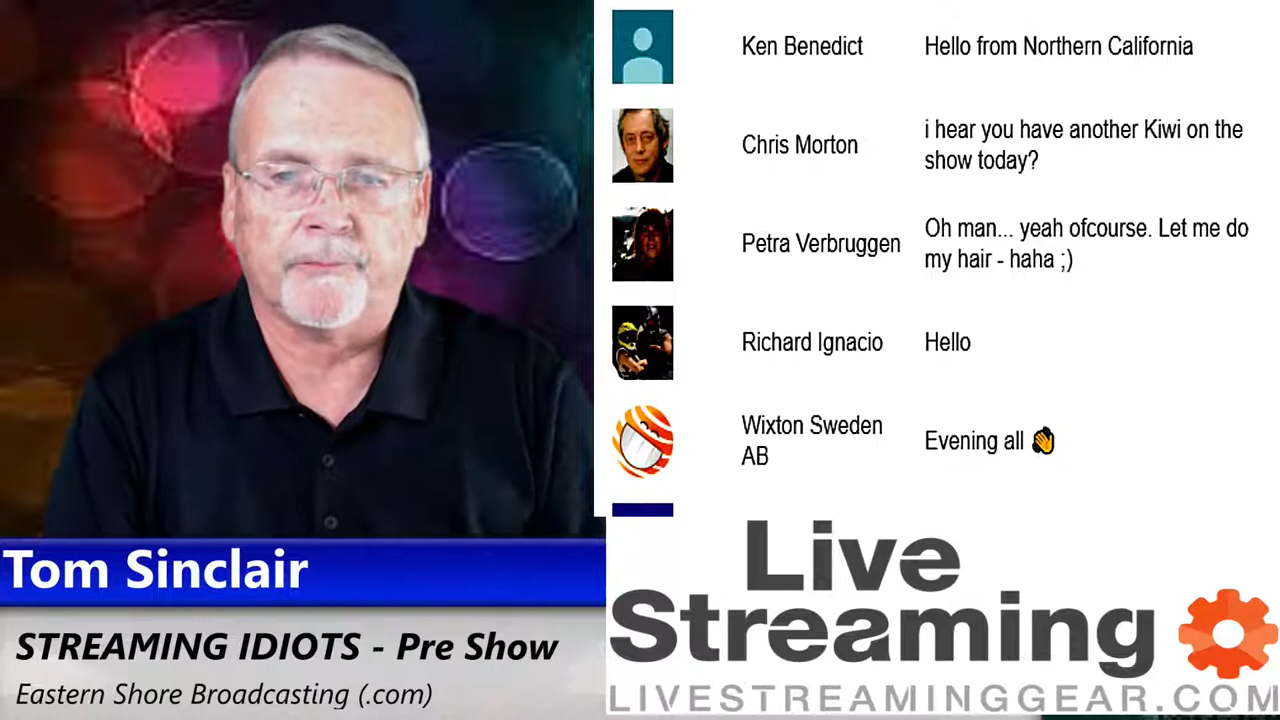 Ken Benedict
Hello from Northern California
Chris Morton
i hear you have another Kiwi on the
show today?
Petra Verbruggen
Oh man... yeah ofcourse. Let me do
my hair - haha ;)
Richard Ignacio
Hello
Wixton Sweden
AB
Evening all 👏
Tom Sinclair
STREAMING IDIOTS - Pre Show
Eastern Shore Broadcasting (.com)
Live
Streaming
LIVESTREAMINGGEAR.COM